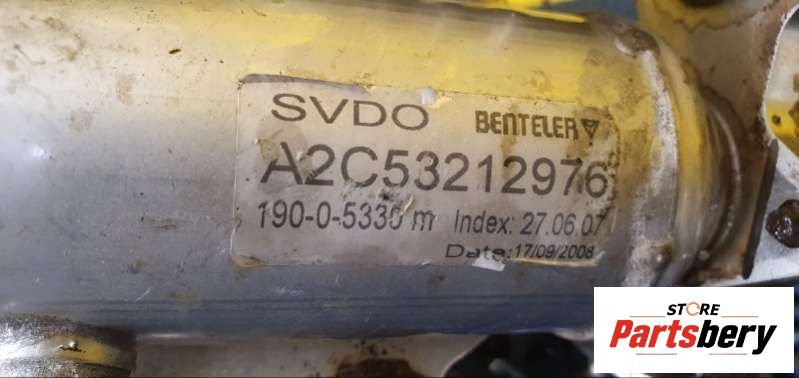 SVDO BENTELER
A2C53212976
190-0-5330 m Index: 27.06.07
Date: 17/09/2008
STORE
Partsbery